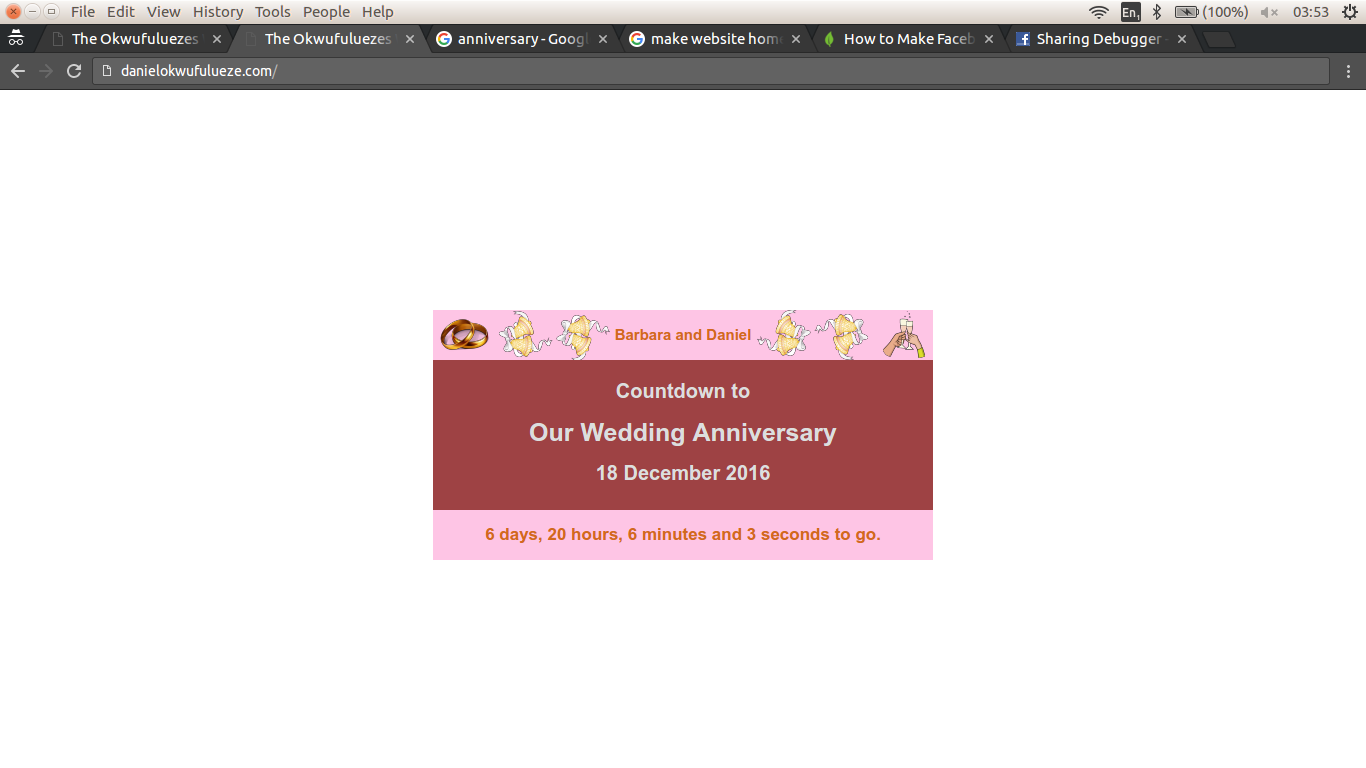 File Edit View History Tools People Help
En1 (100%) 03:53
The Okwufuluezes
The Okwufuluezes
anniversary - Googl
make website hom
How to Make Faceb
Sharing Debugger -
danielokwufulueze.com/
Barbara and Daniel
Countdown to
Our Wedding Anniversary
18 December 2016
6 days, 20 hours, 6 minutes and 3 seconds to go.